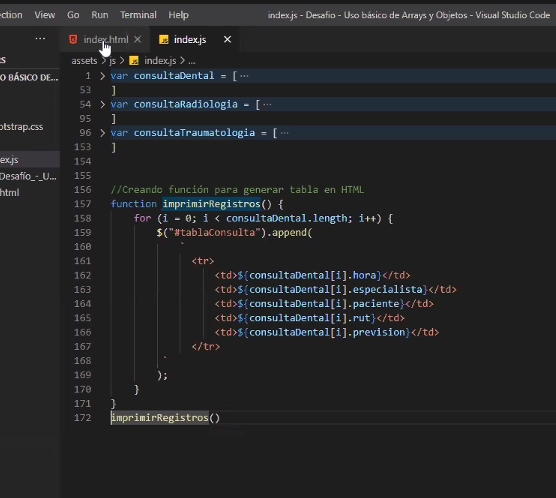 ection View Go Run Terminal Help index.js - Desafio - Uso básico de Arrays y Objetos - Visual Studio Code
··· index.html × JS index.js ×
RS assets > js > JS index.js > ...
O BÁSICO DE...
otstrap.css
ex.js
Desafío_-_U...
html
1 > var consultaDental = [ ···
53 ]
54 > var consultaRadiologia = [ ···
95 ]
96 > var consultaTraumatologia = [ ···
153 ]
154
155
156 //Creando función para generar tabla en HTML
157 function imprimirRegistros() {
158 for (i = 0; i < consultaDental.length; i++) {
159 $("#tablaConsulta").append(
160 `
161 <tr>
162 <td>${consultaDental[i].hora}</td>
163 <td>${consultaDental[i].especialista}</td>
164 <td>${consultaDental[i].paciente}</td>
165 <td>${consultaDental[i].rut}</td>
166 <td>${consultaDental[i].prevision}</td>
167 </tr>
168 `
169 );
170 }
171 }
172 imprimirRegistros()